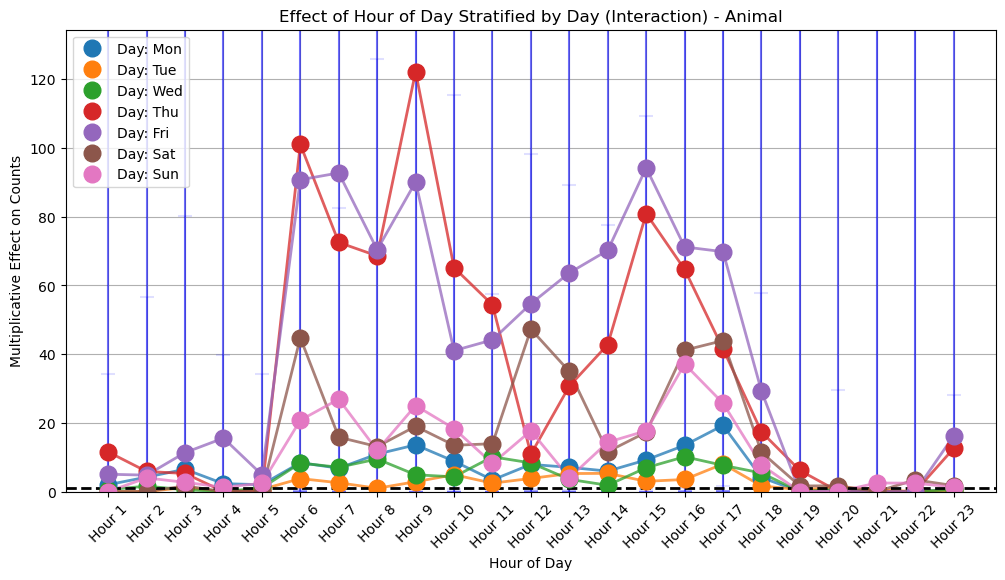 Effect of Hour of Day Stratified by Day (Interaction) - Animal
Multiplicative Effect on Counts
120
100
80
60
40
20
0
Day: Mon
Day: Tue
Day: Wed
Day: Thu
Day: Fri
Day: Sat
Day: Sun
Hour 1
Hour 2
Hour 3
Hour 4
Hour 5
Hour 6
Hour 7
Hour 8
Hour 9
Hour 10
Hour 11
Hour 12
Hour 13
Hour 14
Hour 15
Hour 16
Hour 17
Hour 18
Hour 19
Hour 20
Hour 21
Hour 22
Hour 23
Hour of Day